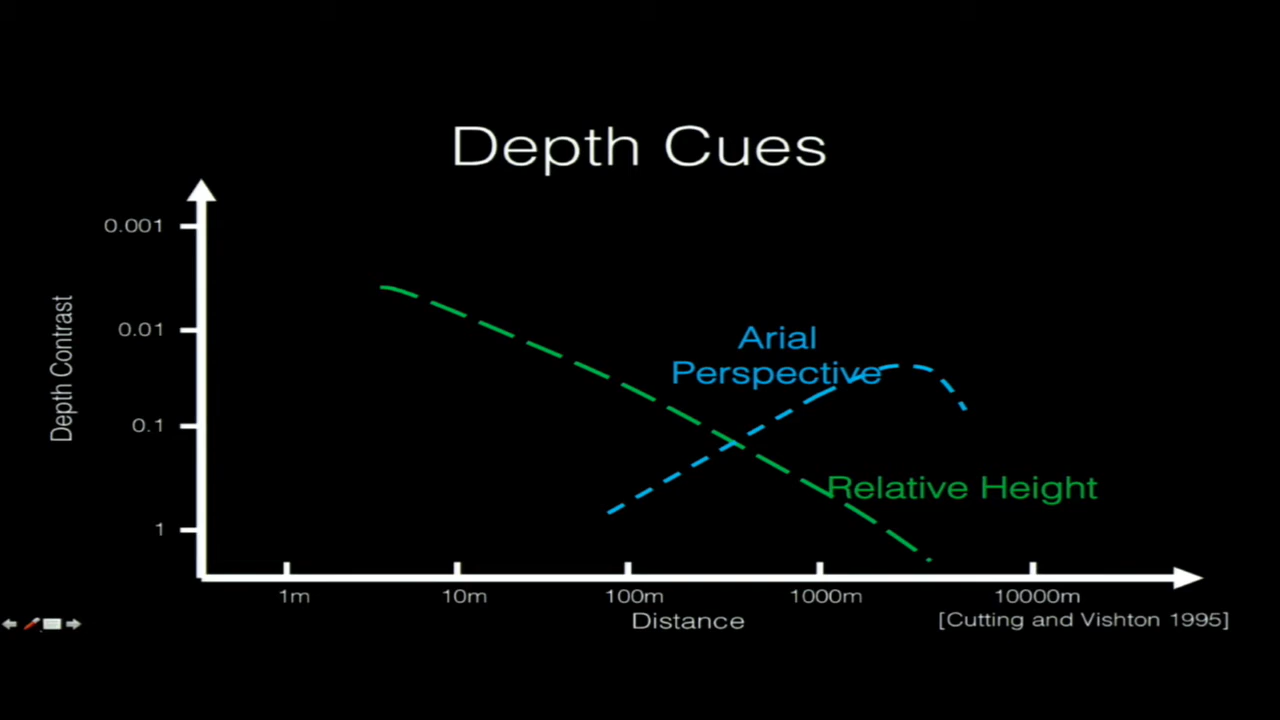 Depth Cues
0.001
0.01
0.1
1
Depth Contrast
Arial
Perspective
Relative Height
1m
10m
100m
1000m
10000m
Distance
[Cutting and Vishton 1995]